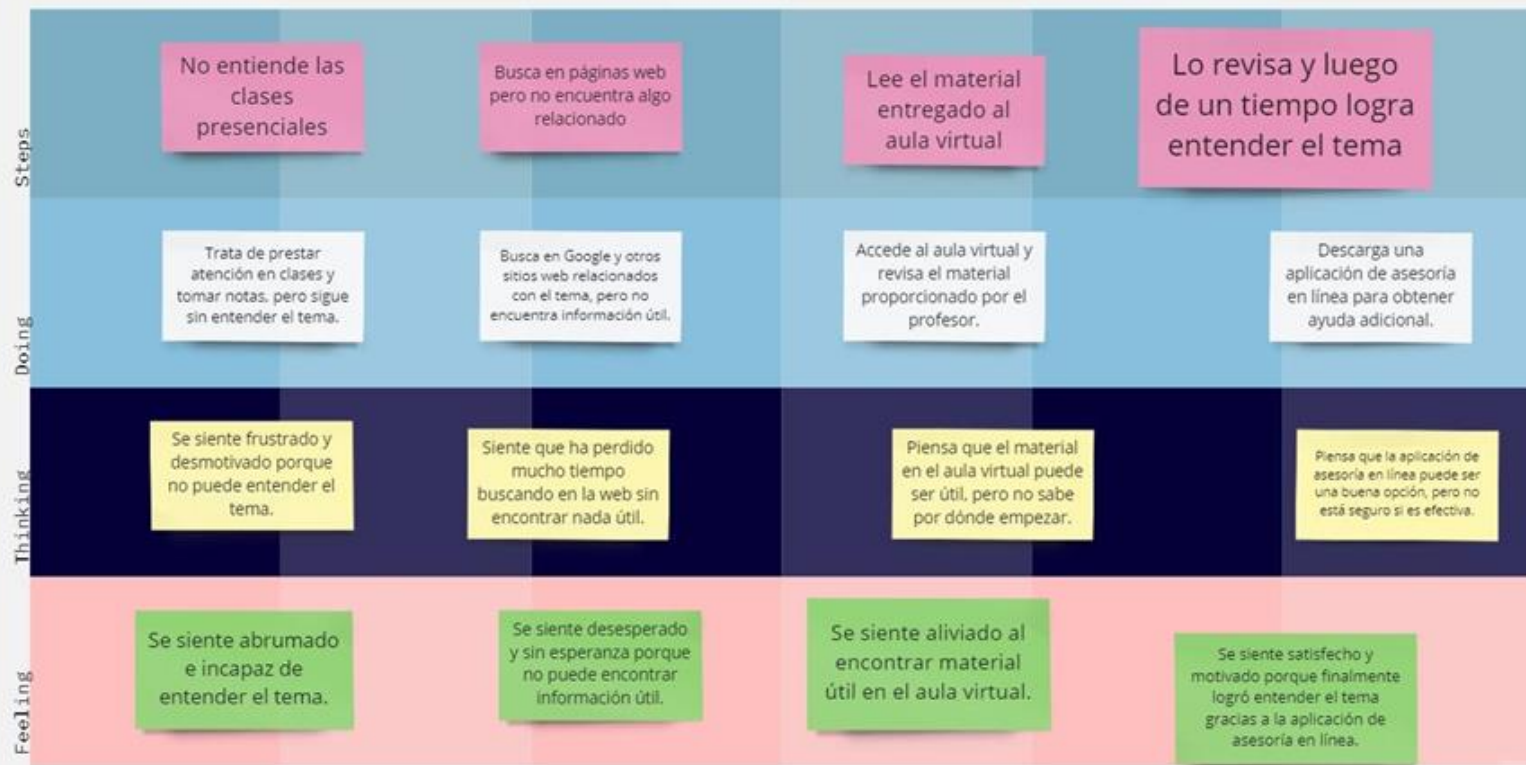 Steps
No entiende las
clases
presenciales
Busca en páginas web
pero no encuentra algo
relacionado
Lee el material
entregado al
aula virtual
Lo revisa y luego
de un tiempo logra
entender el tema
Doing
Trata de prestar
atención en clases y
tomar notas, pero sigue
sin entender el tema.
Busca en Google y otros
sitios web relacionados
con el tema, pero no
encuentra información útil.
Accede al aula virtual y
revisa el material
proporcionado por el
profesor.
Descarga una
aplicación de asesoría
en línea para obtener
ayuda adicional.
Thinking
Se siente frustrado y
desmotivado porque
no puede entender el
tema.
Siente que ha perdido
mucho tiempo
buscando en la web sin
encontrar nada útil.
Piensa que el material
en el aula virtual puede
ser útil, pero no sabe
por dónde empezar.
Piensa que la aplicación de
asesoría en línea puede ser
una buena opción, pero no
está seguro si es efectiva.
Feeling
Se siente abrumado
e incapaz de
entender el tema.
Se siente desesperado
y sin esperanza porque
no puede encontrar
información útil.
Se siente aliviado al
encontrar material
útil en el aula virtual.
Se siente satisfecho y
motivado porque finalmente
logró entender el tema
gracias a la aplicación de
asesoría en línea.